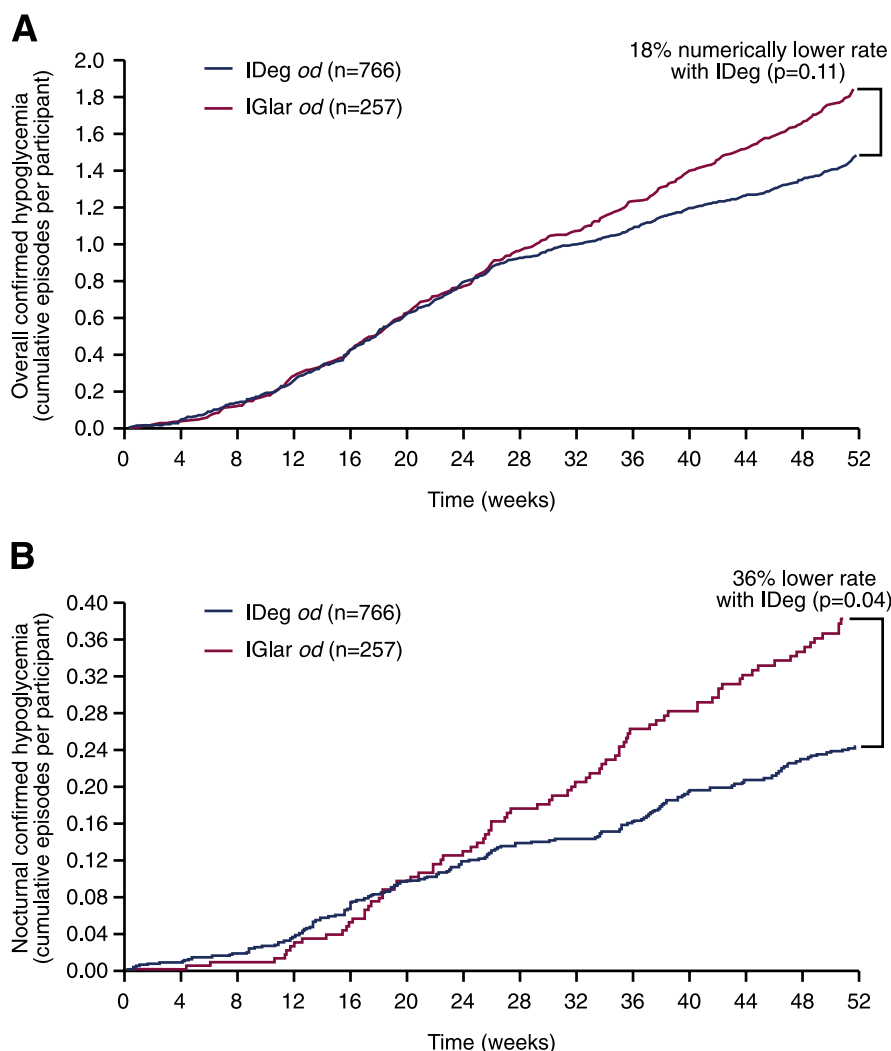 A
18% numerically lower rate
with IDeg (p=0.11)
IDeg od (n=766)
IGlar od (n=257)
Overall confirmed hypoglycemia
(cumulative episodes per participant)
2.0
1.8
1.6
1.4
1.2
1.0
0.8
0.6
0.4
0.2
0.0
0 4 8 12 16 20 24 28 32 36 40 44 48 52
Time (weeks)
B
36% lower rate
with IDeg (p=0.04)
IDeg od (n=766)
IGlar od (n=257)
Nocturnal confirmed hypoglycemia
(cumulative episodes per participant)
0.40
0.36
0.32
0.28
0.24
0.20
0.16
0.12
0.08
0.04
0.00
0 4 8 12 16 20 24 28 32 36 40 44 48 52
Time (weeks)